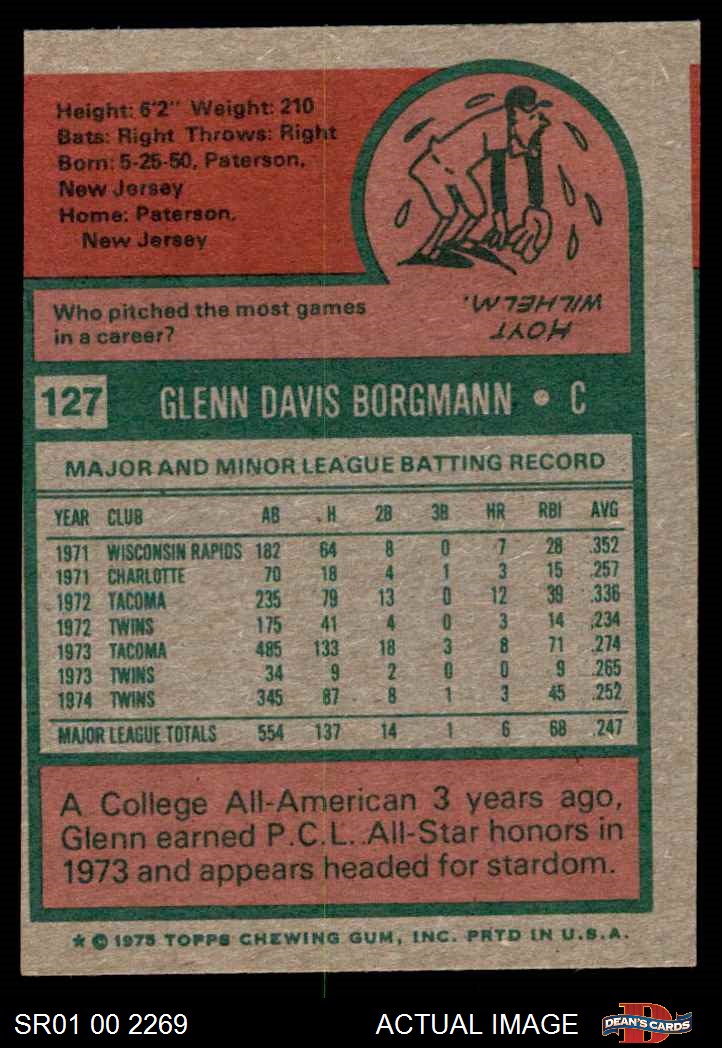 Height: 6'2" Weight: 210
Bats: Right Throws: Right
Born: 5-25-50, Paterson,
New Jersey
Home: Paterson,
New Jersey
Who pitched the most games
in a career?
HOYT
WILHELM.
127 GLENN DAVIS BORGMANN • C
MAJOR AND MINOR LEAGUE BATTING RECORD
YEAR CLUB AB H 2B 3B HR RBI AVG
1971 WISCONSIN RAPIDS 182 64 8 0 7 28 .352
1971 CHARLOTTE 70 18 4 1 3 15 .257
1972 TACOMA 235 79 13 0 12 39 .336
1972 TWINS 175 41 4 0 3 14 .234
1973 TACOMA 485 133 18 3 8 71 .274
1973 TWINS 34 9 2 0 0 9 .265
1974 TWINS 345 87 8 1 3 45 .252
MAJOR LEAGUE TOTALS 554 137 14 1 6 68 .247
A College All-American 3 years ago,
Glenn earned P.C.L. All-Star honors in
1973 and appears headed for stardom.
* © 1975 TOPPS CHEWING GUM, INC. PRTD IN U.S.A.
SR01 00 2269 ACTUAL IMAGE DEAN'S CARDS